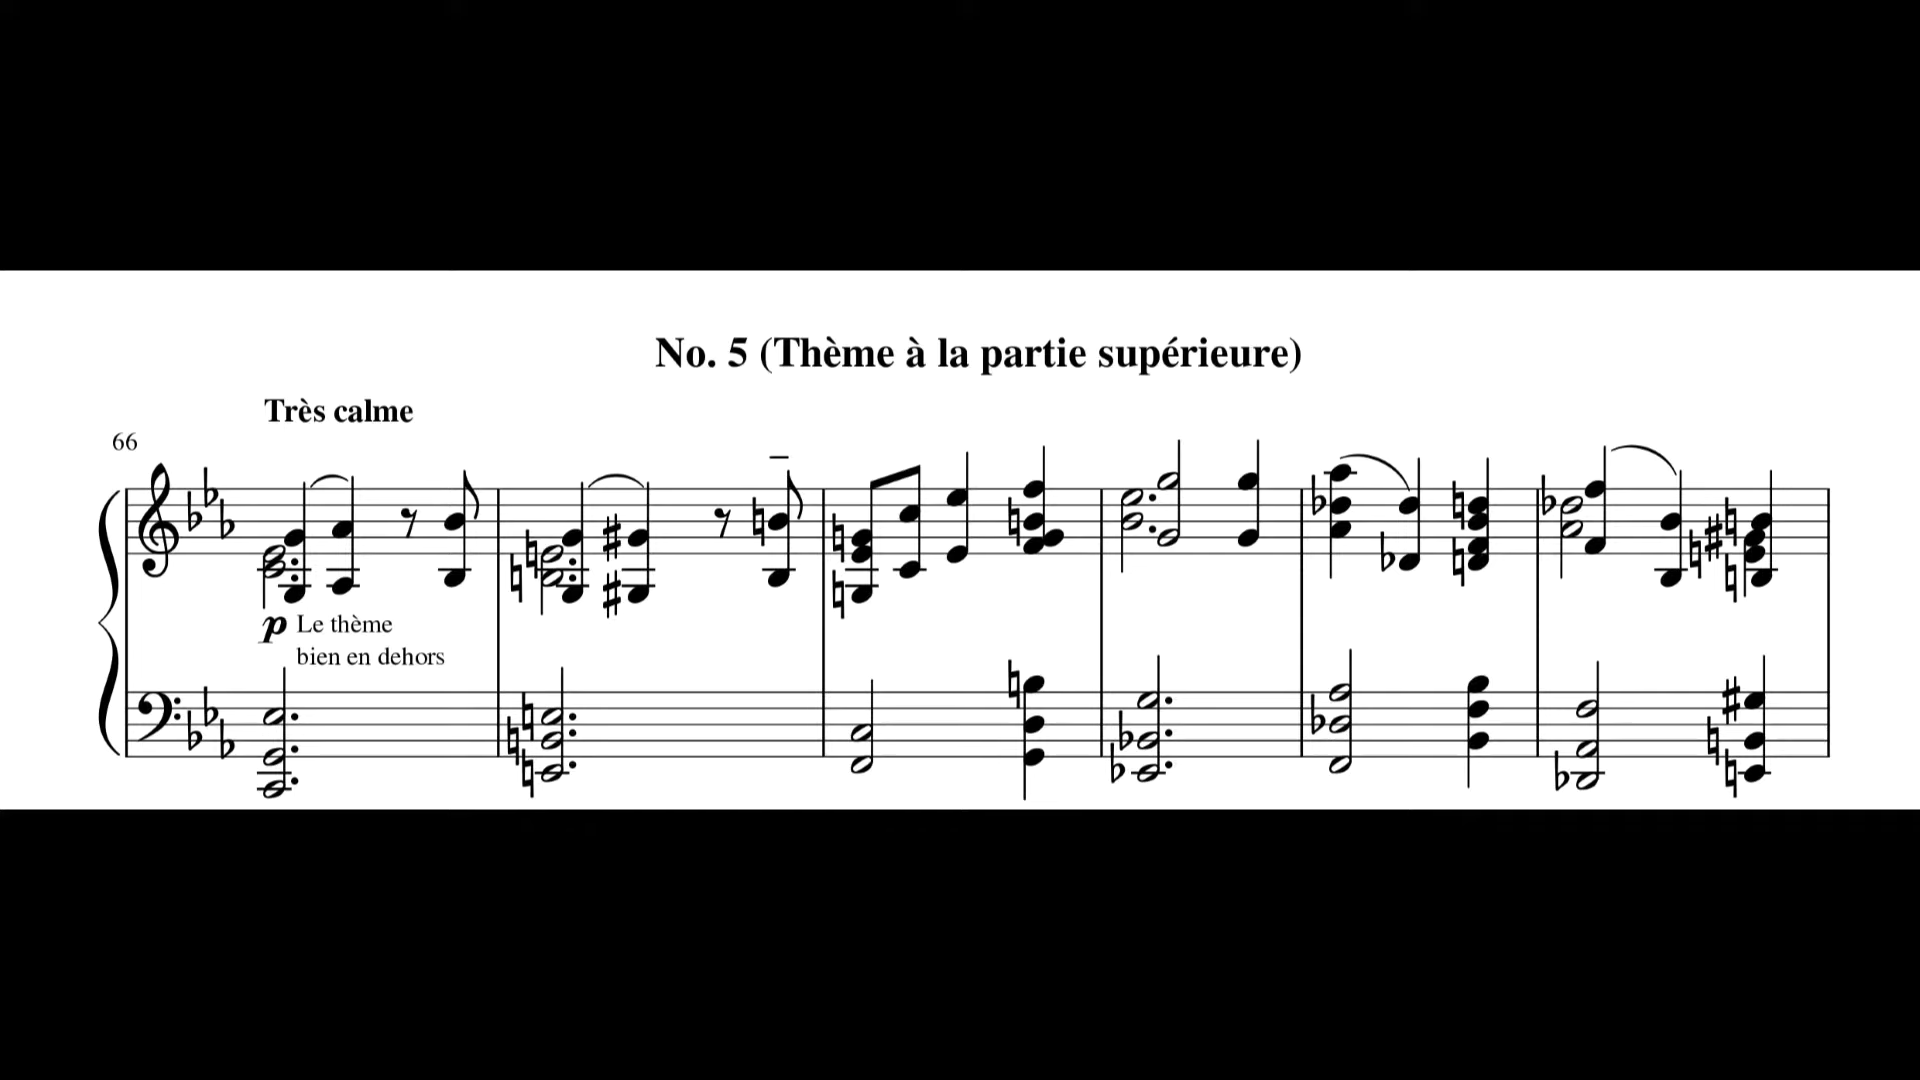 No. 5 (Thème à la partie supérieure)
Très calme
66
p Le thème
bien en dehors